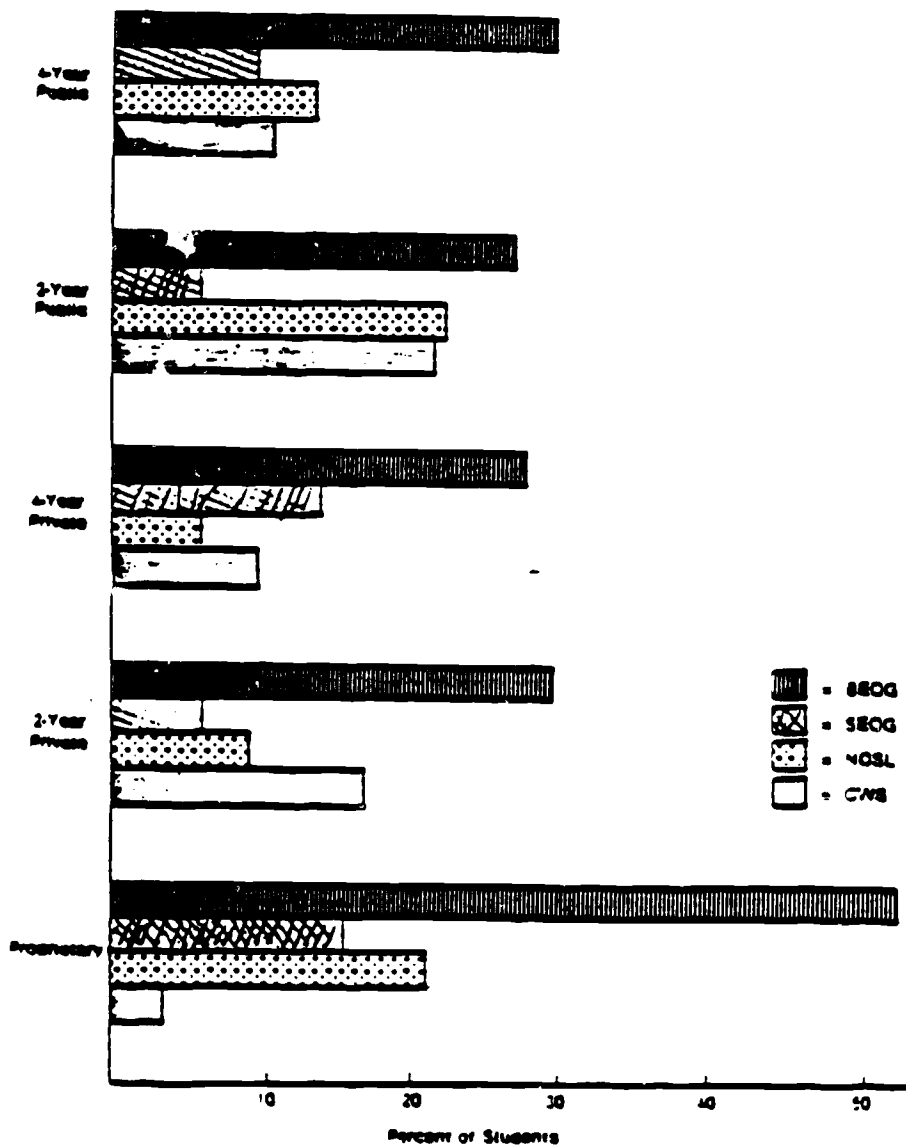 4-Year
Public
2-Year
Public
4-Year
Private
2-Year
Private
= BEOG
= SEOG
= NDSL
= CWS
Proprietary
10
20
30
40
50
Percent of Students